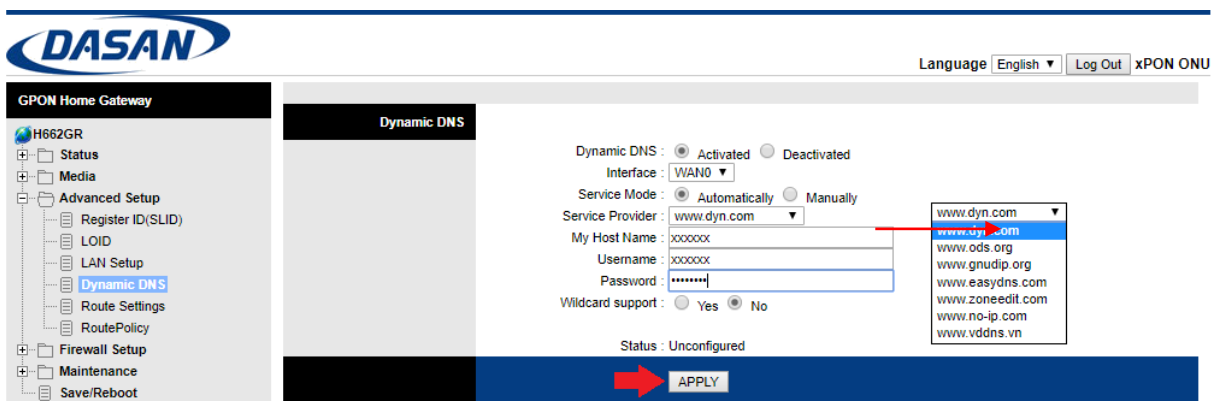 DASAN
Language English Log Out xPON ONU
GPON Home Gateway
H662GR
Status
Media
Advanced Setup
Register ID(SLID)
LOID
LAN Setup
Dynamic DNS
Route Settings
RoutePolicy
Firewall Setup
Maintenance
Save/Reboot
Dynamic DNS
Dynamic DNS : Activated Deactivated
Interface : WAN0
Service Mode : Automatically Manually
Service Provider : www.dyn.com
My Host Name : xxxxxx
Username : xxxxxx
Password : ••••••••
Wildcard support : Yes No
Status : Unconfigured
APPLY
www.dyn.com
www.dyn.com
www.ods.org
www.gnudip.org
www.easydns.com
www.zoneedit.com
www.no-ip.com
www.vddns.vn